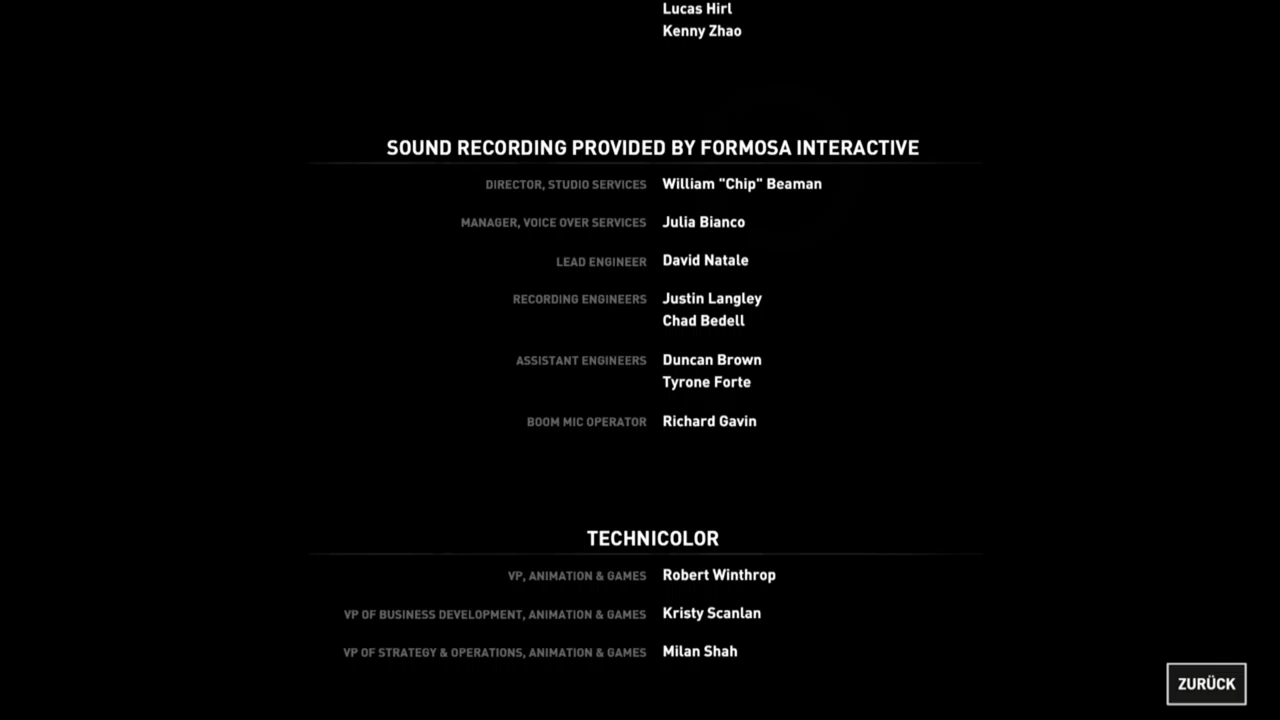 Lucas Hirl
Kenny Zhao
SOUND RECORDING PROVIDED BY FORMOSA INTERACTIVE
DIRECTOR, STUDIO SERVICES William "Chip" Beaman
MANAGER, VOICE OVER SERVICES Julia Bianco
LEAD ENGINEER David Natale
RECORDING ENGINEERS Justin Langley
Chad Bedell
ASSISTANT ENGINEERS Duncan Brown
Tyrone Forte
BOOM MIC OPERATOR Richard Gavin
TECHNICOLOR
VP, ANIMATION & GAMES Robert Winthrop
VP OF BUSINESS DEVELOPMENT, ANIMATION & GAMES Kristy Scanlan
VP OF STRATEGY & OPERATIONS, ANIMATION & GAMES Milan Shah
ZURÜCK